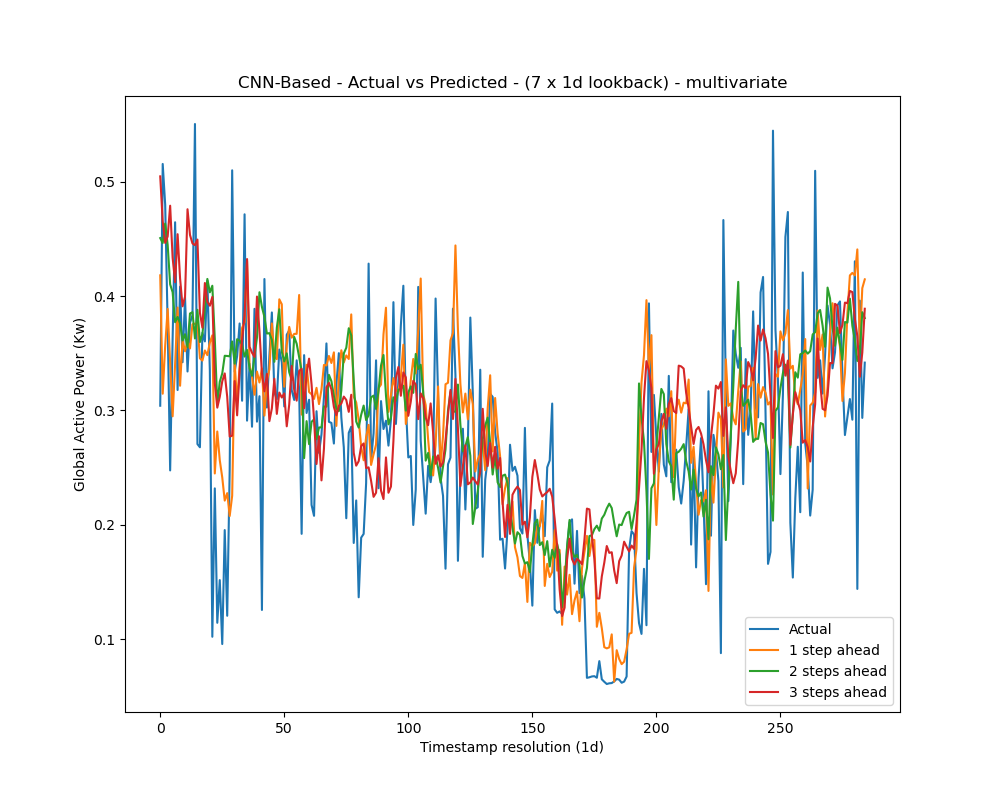 CNN-Based - Actual vs Predicted - (7 x 1d lookback) - multivariate
Global Active Power (Kw)
0.5
0.4
0.3
0.2
0.1
0 50 100 150 200 250
Timestamp resolution (1d)
Actual
1 step ahead
2 steps ahead
3 steps ahead